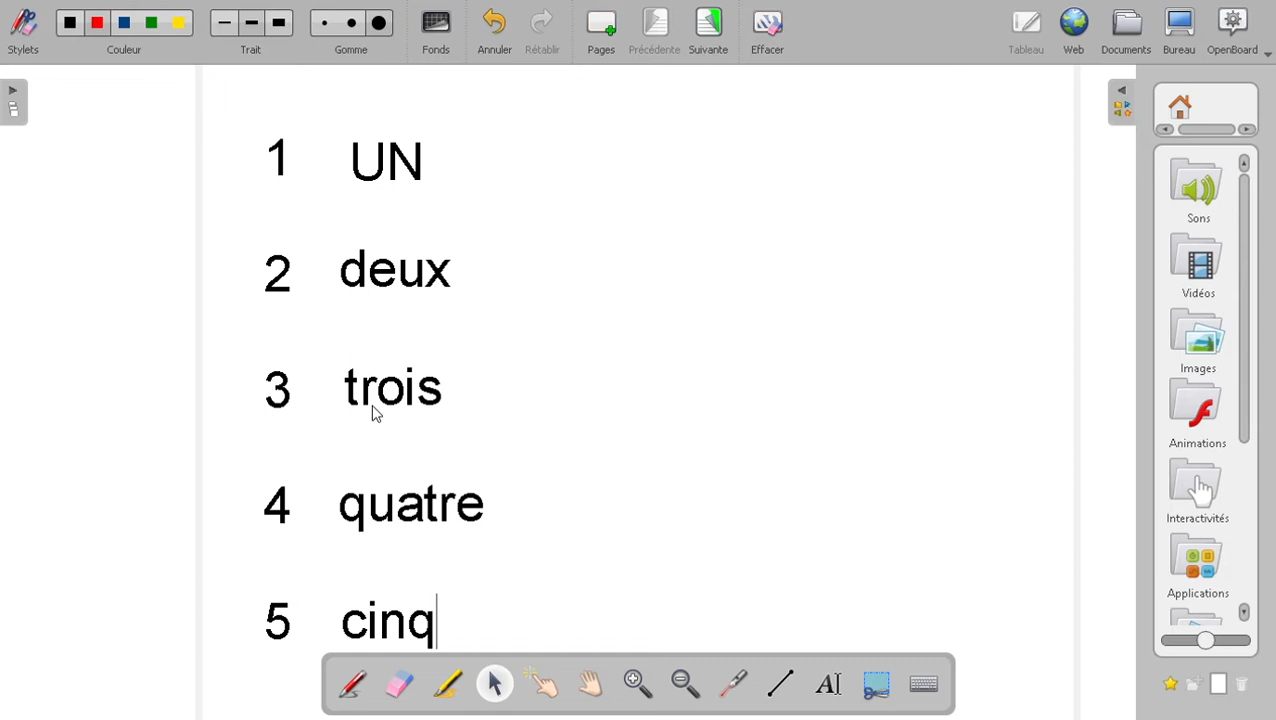 Stylets Couleur Trait Gomme Fonds Annuler Rétablir Pages Précédente Suivante Effacer Tableau Web Documents Bureau OpenBoard
1 UN
2 deux
3 trois
4 quatre
5 cinq
Sons
Vidéos
Images
Animations
Interactivités
Applications
AI